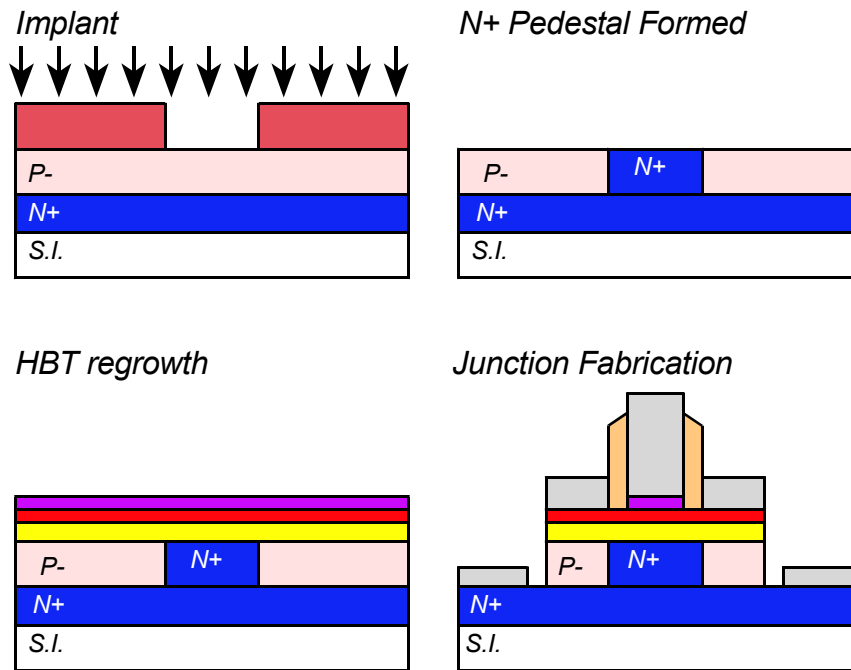 Implant
P-
N+
S.I.
N+ Pedestal Formed
P-
N+
N+
S.I.
HBT regrowth
P-
N+
N+
S.I.
Junction Fabrication
P-
N+
N+
S.I.